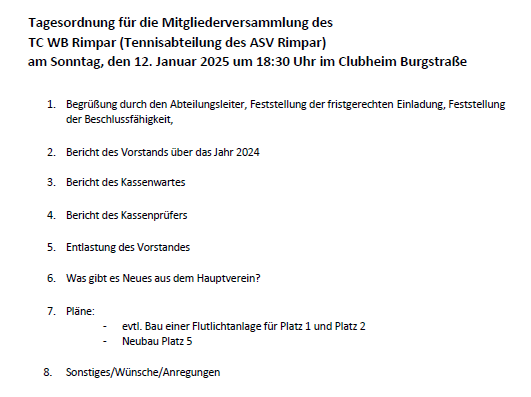 Tagesordnung für die Mitgliederversammlung des
TC WB Rimpar (Tennisabteilung des ASV Rimpar)
am Sonntag, den 12. Januar 2025 um 18:30 Uhr im Clubheim Burgstraße
1. Begrüßung durch den Abteilungsleiter, Feststellung der fristgerechten Einladung, Feststellung
der Beschlussfähigkeit,
2. Bericht des Vorstands über das Jahr 2024
3. Bericht des Kassenwartes
4. Bericht des Kassenprüfers
5. Entlastung des Vorstandes
6. Was gibt es Neues aus dem Hauptverein?
7. Pläne:
- evtl. Bau einer Flutlichtanlage für Platz 1 und Platz 2
- Neubau Platz 5
8. Sonstiges/Wünsche/Anregungen